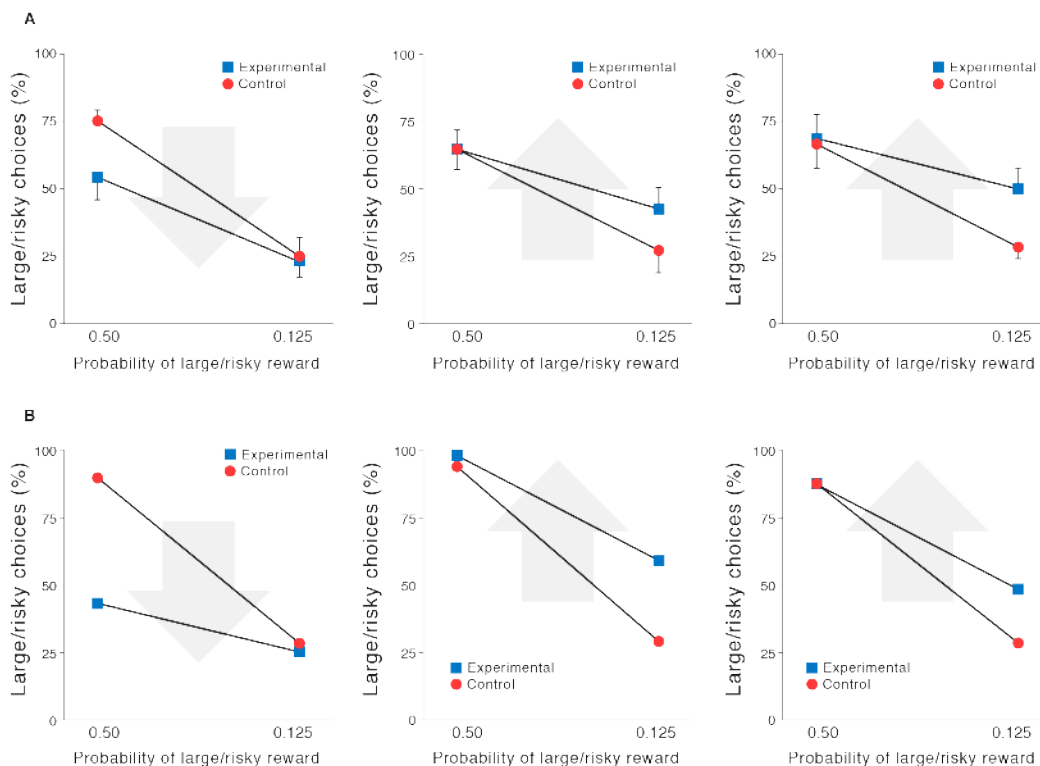 A
Large/risky choices (%)
100
75
50
25
0
Experimental
Control
0.50 0.125
Probability of large/risky reward
Large/risky choices (%)
100
75
50
25
0
Experimental
Control
0.50 0.125
Probability of large/risky reward
Large/risky choices (%)
100
75
50
25
0
Experimental
Control
0.50 0.125
Probability of large/risky reward
B
Large/risky choices (%)
100
75
50
25
0
Experimental
Control
0.50 0.125
Probability of large/risky reward
Large/risky choices (%)
100
75
50
25
0
Experimental
Control
0.50 0.125
Probability of large/risky reward
Large/risky choices (%)
100
75
50
25
0
Experimental
Control
0.50 0.125
Probability of large/risky reward